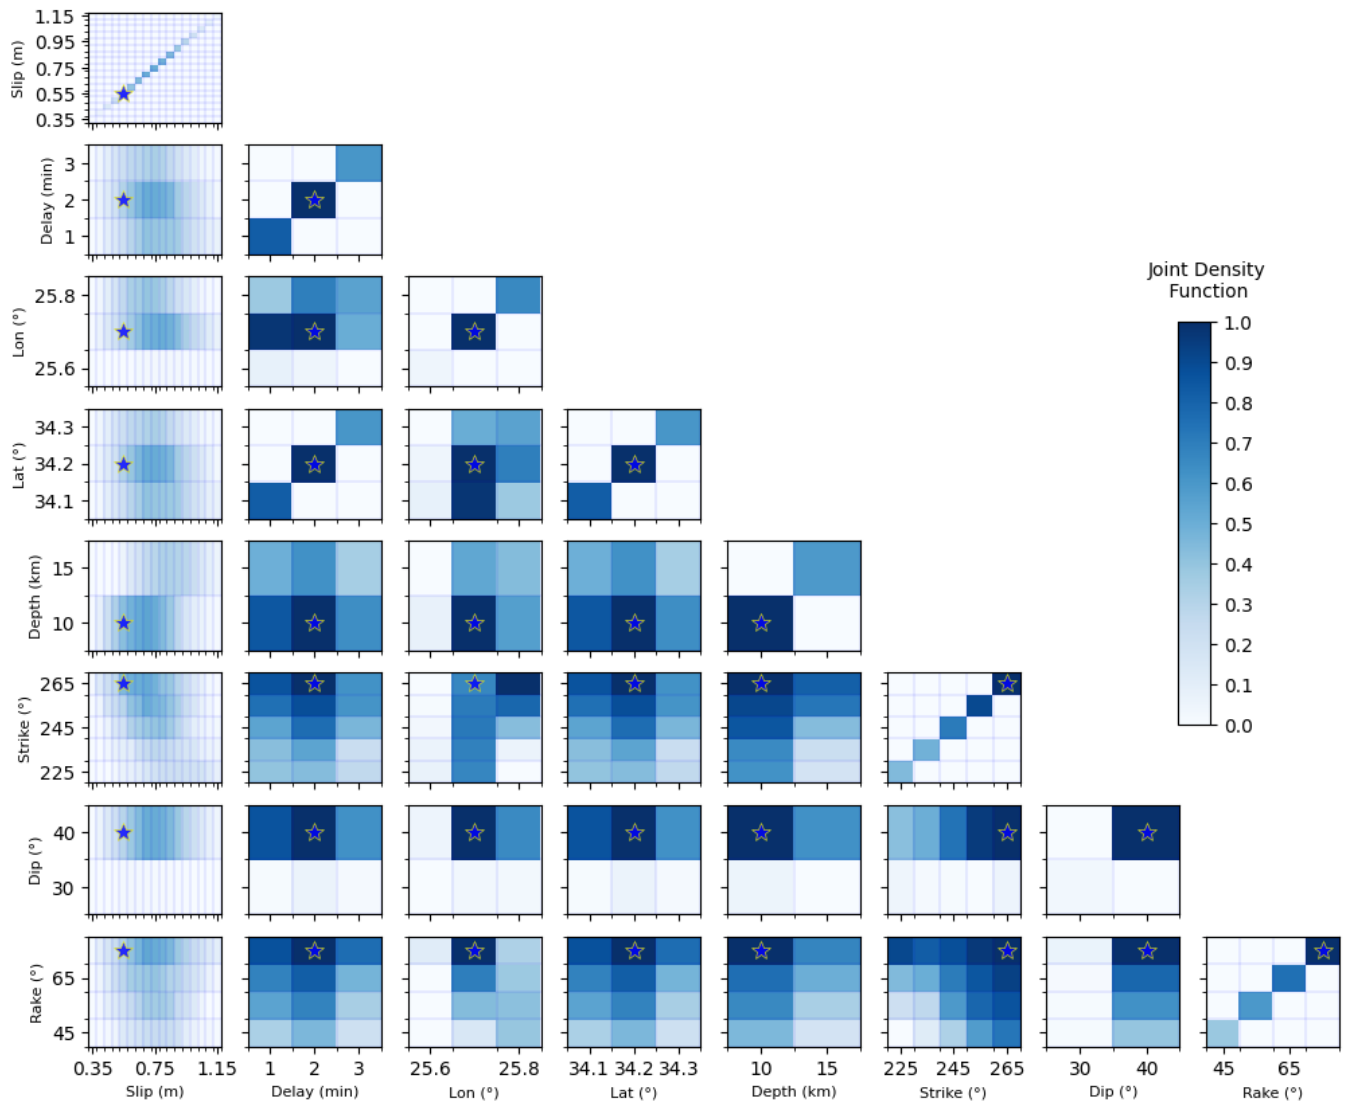 1.15
0.95
0.75
0.55
0.35
Slip (m)
3
2
1
Delay (min)
25.8
25.6
Lon (°)
34.3
34.2
34.1
Lat (°)
15
10
Depth (km)
265
245
225
Strike (°)
40
30
Dip (°)
65
45
Rake (°)
0.35 0.75 1.15
Slip (m)
1 2 3
Delay (min)
25.6 25.8
Lon (°)
34.1 34.2 34.3
Lat (°)
10 15
Depth (km)
225 245 265
Strike (°)
30 40
Dip (°)
45 65
Rake (°)
Joint Density
Function
1.0
0.9
0.8
0.7
0.6
0.5
0.4
0.3
0.2
0.1
0.0